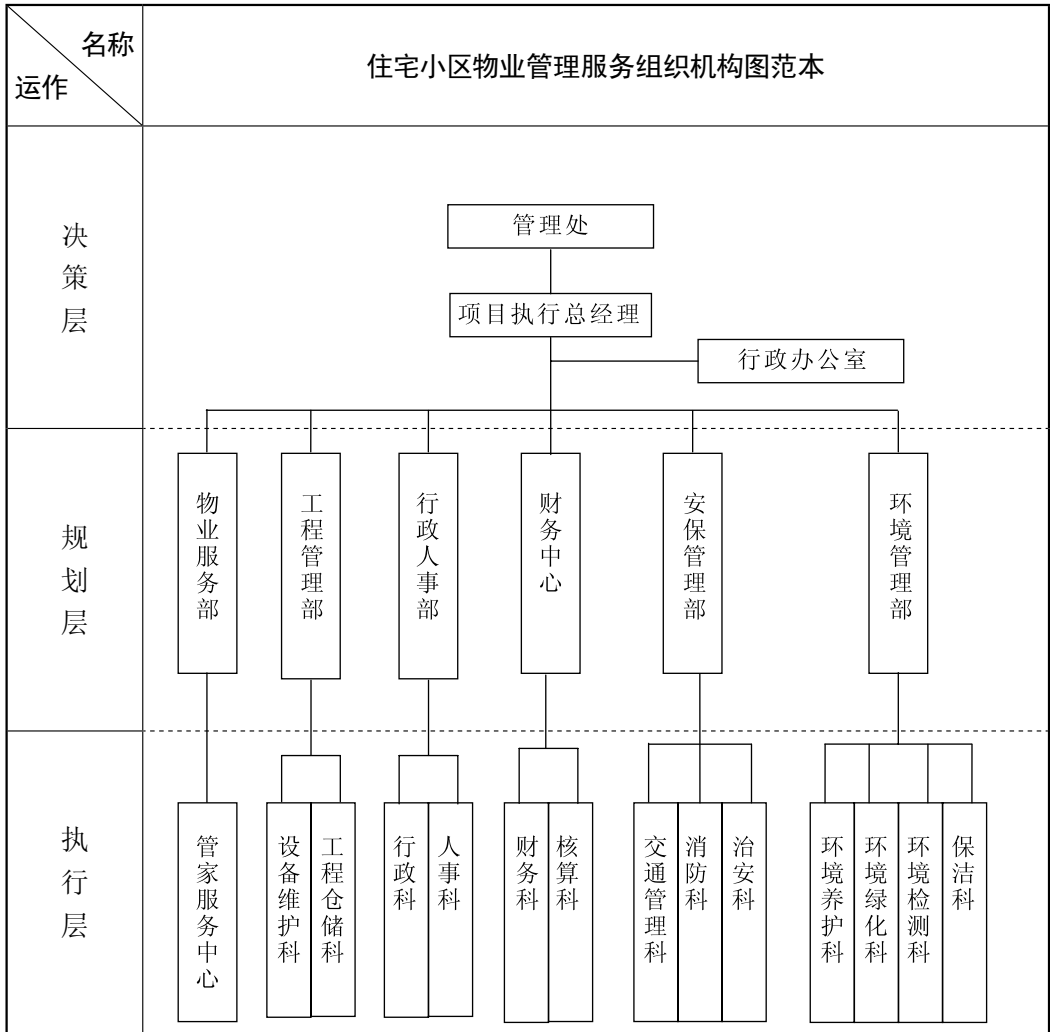 名称
运作
住宅小区物业管理服务组织机构图范本
决策层
管理处
项目执行总经理
行政办公室
规划层
物业服务部
工程管理部
行政人事部
财务中心
安保管理部
环境管理部
执行层
管家服务中心
设备维护科
工程仓储科
行政科
人事科
财务科
核算科
交通管理科
消防科
治安科
环境养护科
环境绿化科
环境检测科
保洁科